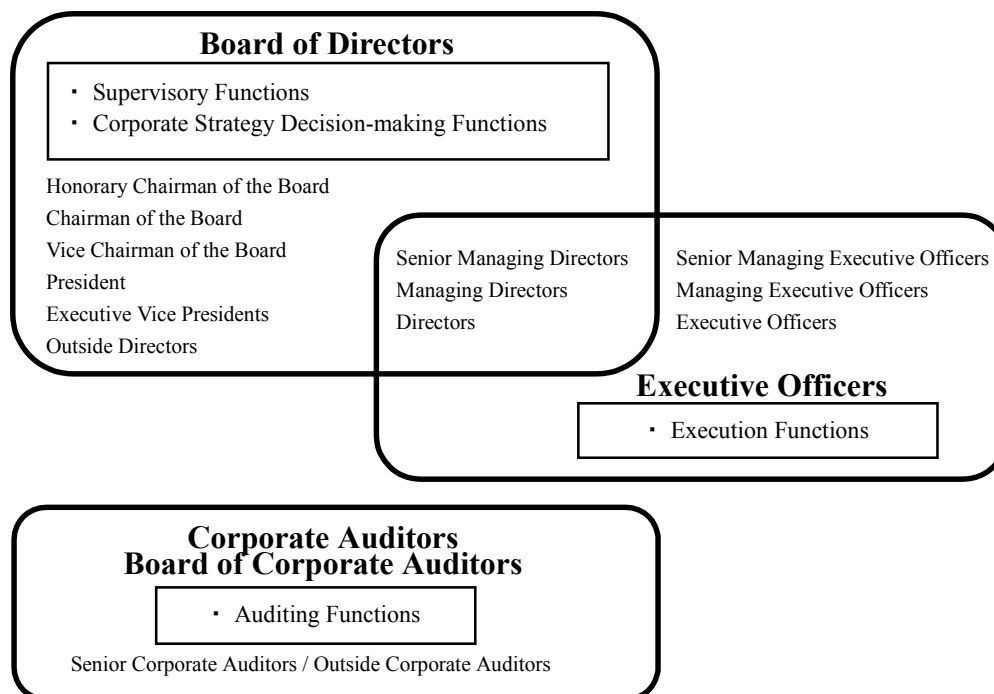 Board of Directors
・ Supervisory Functions
・ Corporate Strategy Decision-making Functions
Honorary Chairman of the Board
Chairman of the Board
Vice Chairman of the Board
President
Executive Vice Presidents
Outside Directors
Senior Managing Directors
Managing Directors
Directors
Senior Managing Executive Officers
Managing Executive Officers
Executive Officers
Executive Officers
・ Execution Functions
Corporate Auditors
Board of Corporate Auditors
・ Auditing Functions
Senior Corporate Auditors / Outside Corporate Auditors